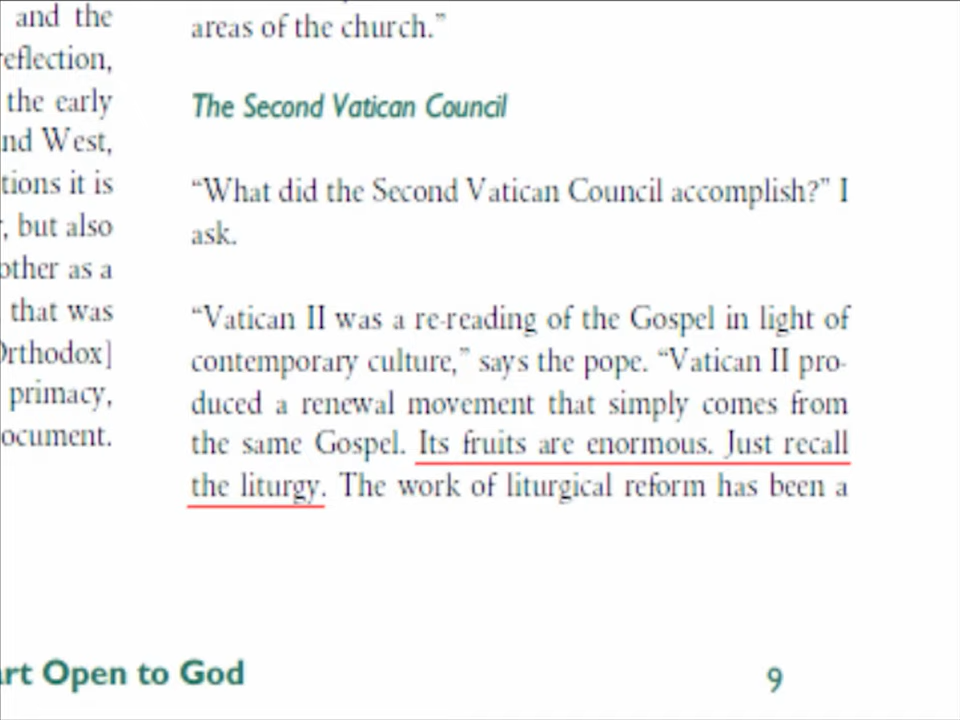 and the
reflection,
the early
nd West,
tions it is
, but also
other as a
that was
Orthodox]
primacy,
ocument.
areas of the church.”
The Second Vatican Council
“What did the Second Vatican Council accomplish?” I
ask.
“Vatican II was a re-reading of the Gospel in light of
contemporary culture,” says the pope. “Vatican II pro-
duced a renewal movement that simply comes from
the same Gospel. Its fruits are enormous. Just recall
the liturgy. The work of liturgical reform has been a
art Open to God
9